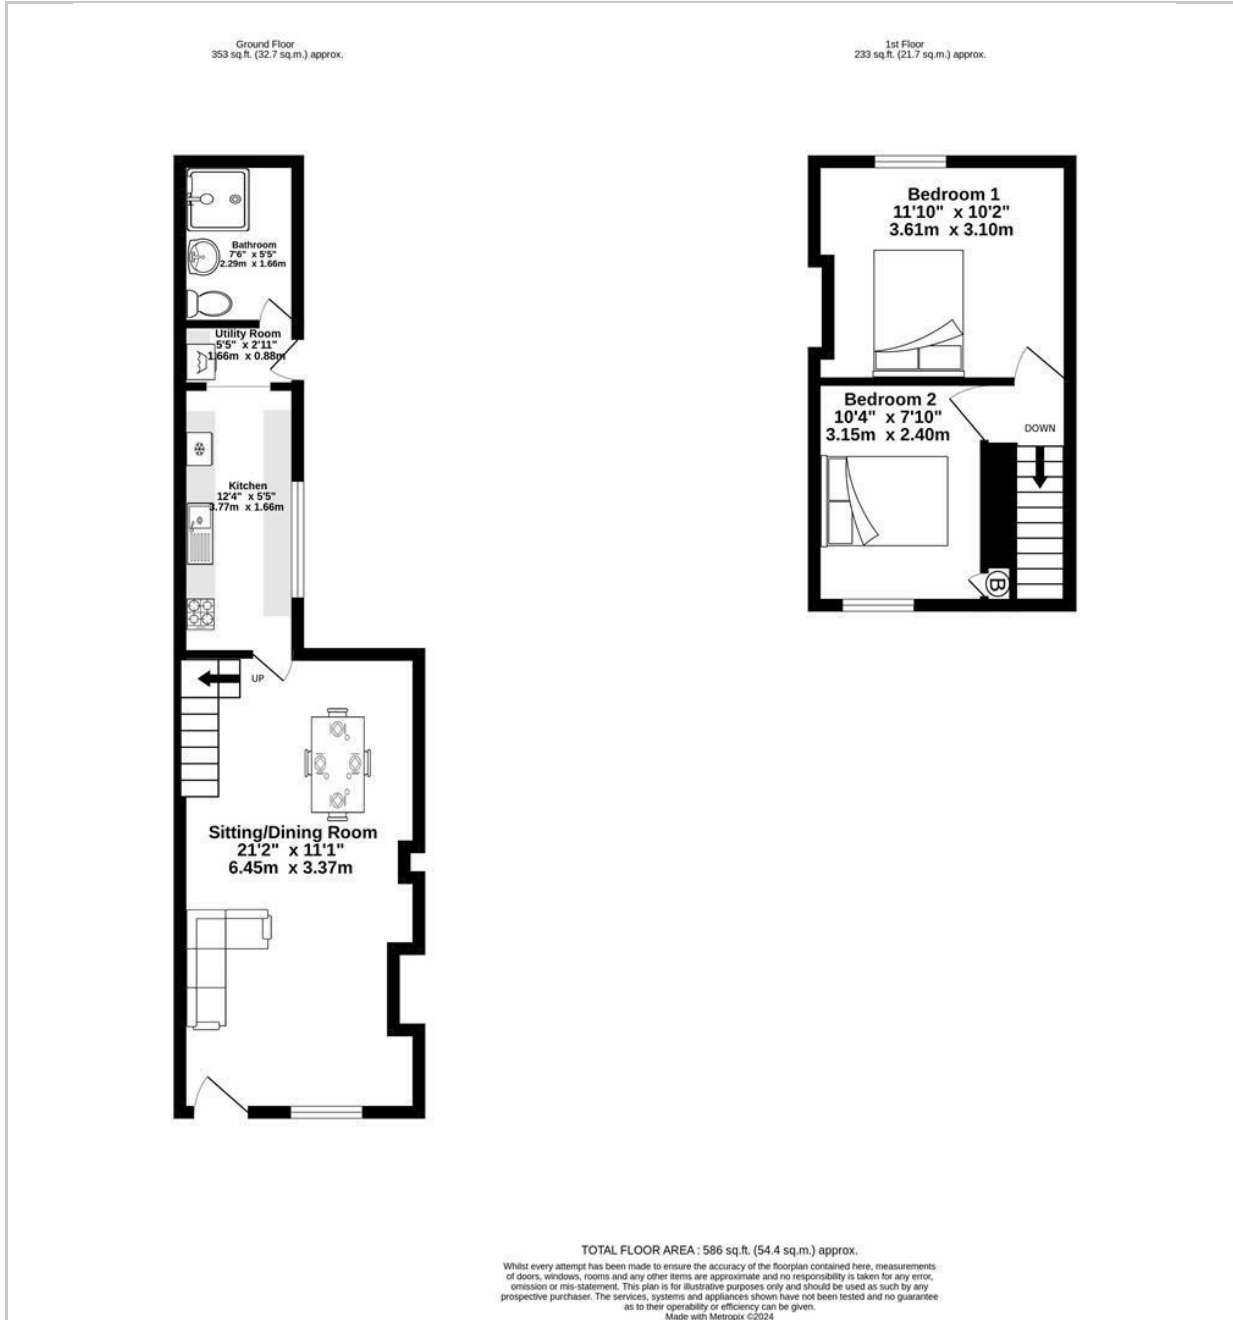 Ground Floor
353 sq.ft. (32.7 sq.m.) approx.
1st Floor
233 sq.ft. (21.7 sq.m.) approx.
Bathroom
7'6" x 5'5"
2.29m x 1.66m
Utility Room
5'5" x 2'11"
1.66m x 0.88m
Kitchen
12'4" x 5'5"
3.77m x 1.66m
UP
Sitting/Dining Room
21'2" x 11'1"
6.45m x 3.37m
Bedroom 1
11'10" x 10'2"
3.61m x 3.10m
Bedroom 2
10'4" x 7'10"
3.15m x 2.40m
DOWN
B
TOTAL FLOOR AREA : 586 sq.ft. (54.4 sq.m.) approx.
Whilst every attempt has been made to ensure the accuracy of the floorplan contained here, measurements
of doors, windows, rooms and any other items are approximate and no responsibility is taken for any error,
omission or mis-statement. This plan is for illustrative purposes only and should be used as such by any
prospective purchaser. The services, systems and appliances shown have not been tested and no guarantee
as to their operability or efficiency can be given.
Made with Metropix ©2024